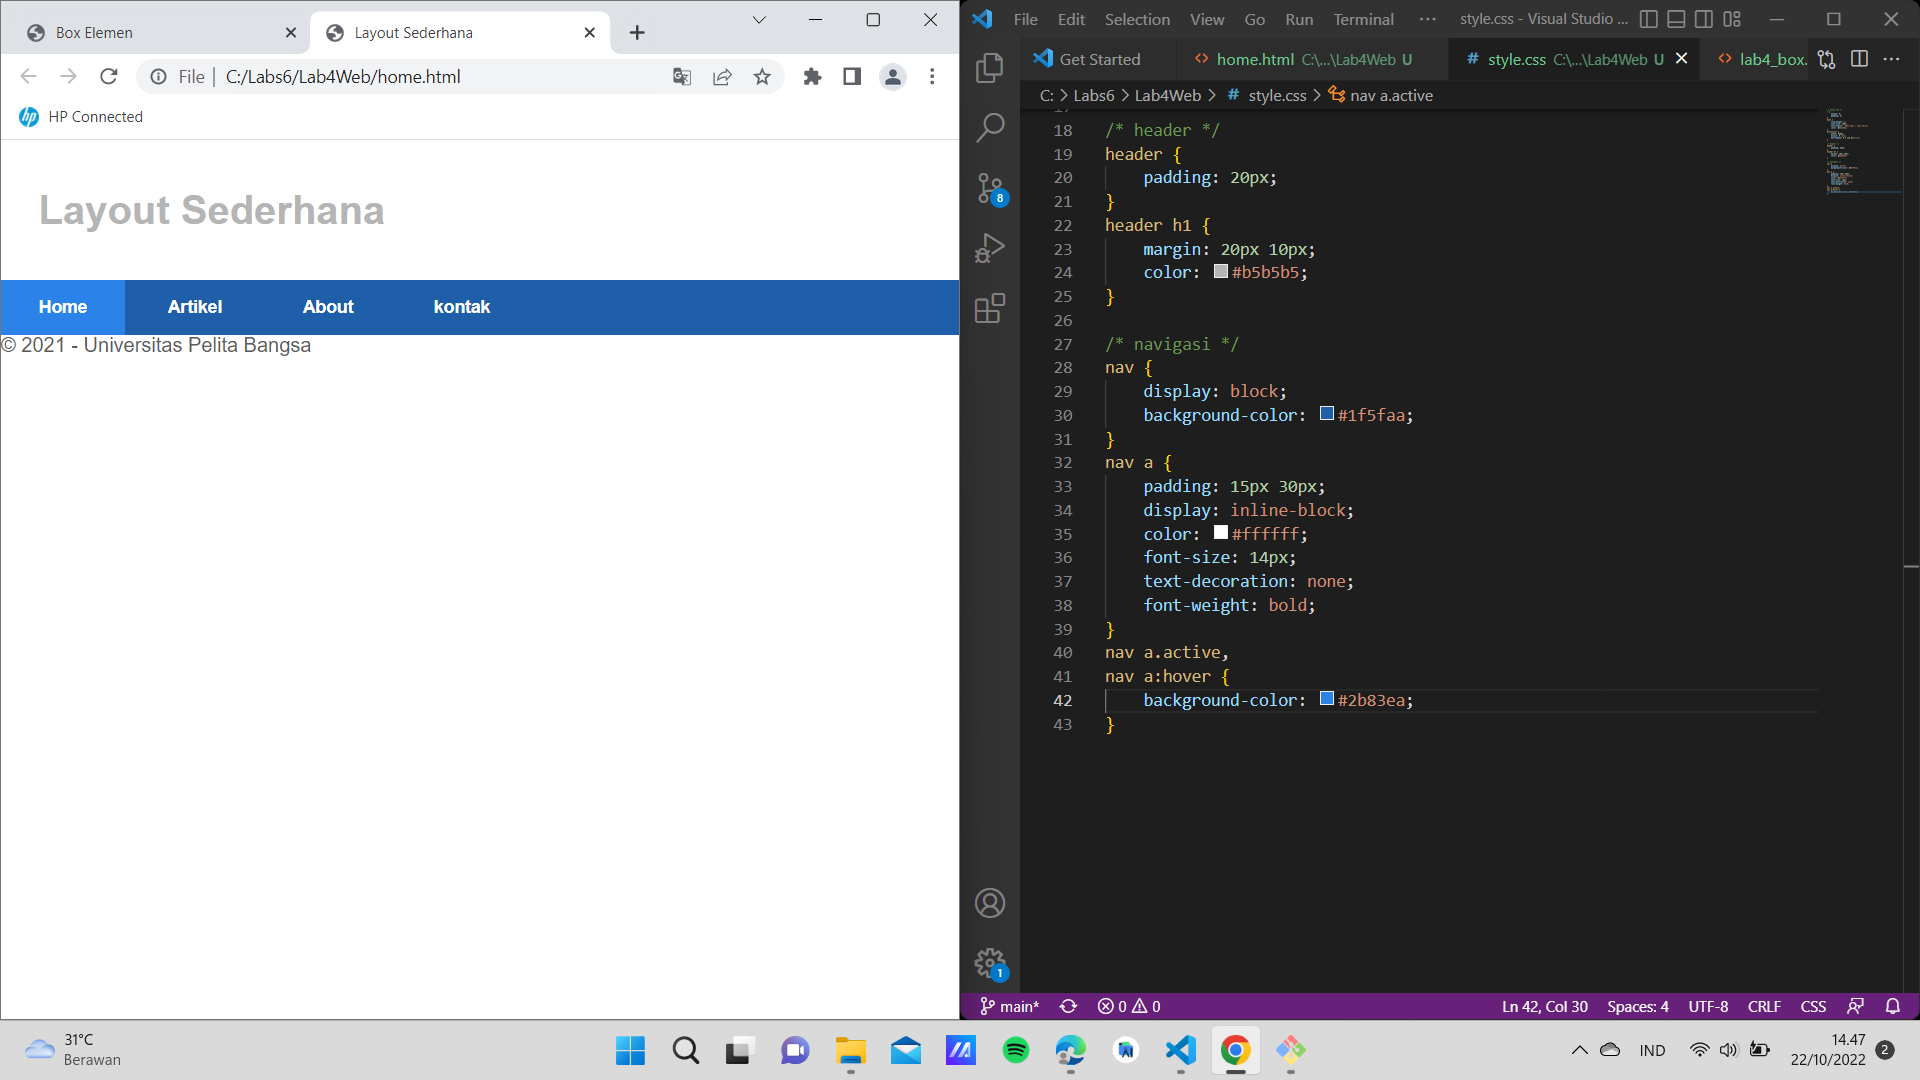 Box Elemen
Layout Sederhana
File
C:/Labs6/Lab4Web/home.html
hp HP Connected
Layout Sederhana
Home
Artikel
About
kontak
© 2021 - Universitas Pelita Bangsa
File Edit Selection View Go Run Terminal ··· style.css - Visual Studio ...
Get Started
home.html C:\...\Lab4Web U
# style.css C:\...\Lab4Web U
lab4_box.
C: > Labs6 > Lab4Web > # style.css > nav a.active
18 /* header */
19 header {
20 padding: 20px;
21 }
22 header h1 {
23 margin: 20px 10px;
24 color: #b5b5b5;
25 }
26
27 /* navigasi */
28 nav {
29 display: block;
30 background-color: #1f5faa;
31 }
32 nav a {
33 padding: 15px 30px;
34 display: inline-block;
35 color: #ffffff;
36 font-size: 14px;
37 text-decoration: none;
38 font-weight: bold;
39 }
40 nav a.active,
41 nav a:hover {
42 background-color: #2b83ea;
43 }
8
1
main* 0 0
Ln 42, Col 30 Spaces: 4 UTF-8 CRLF CSS
31°C
Berawan
IND
14.47
22/10/2022
2